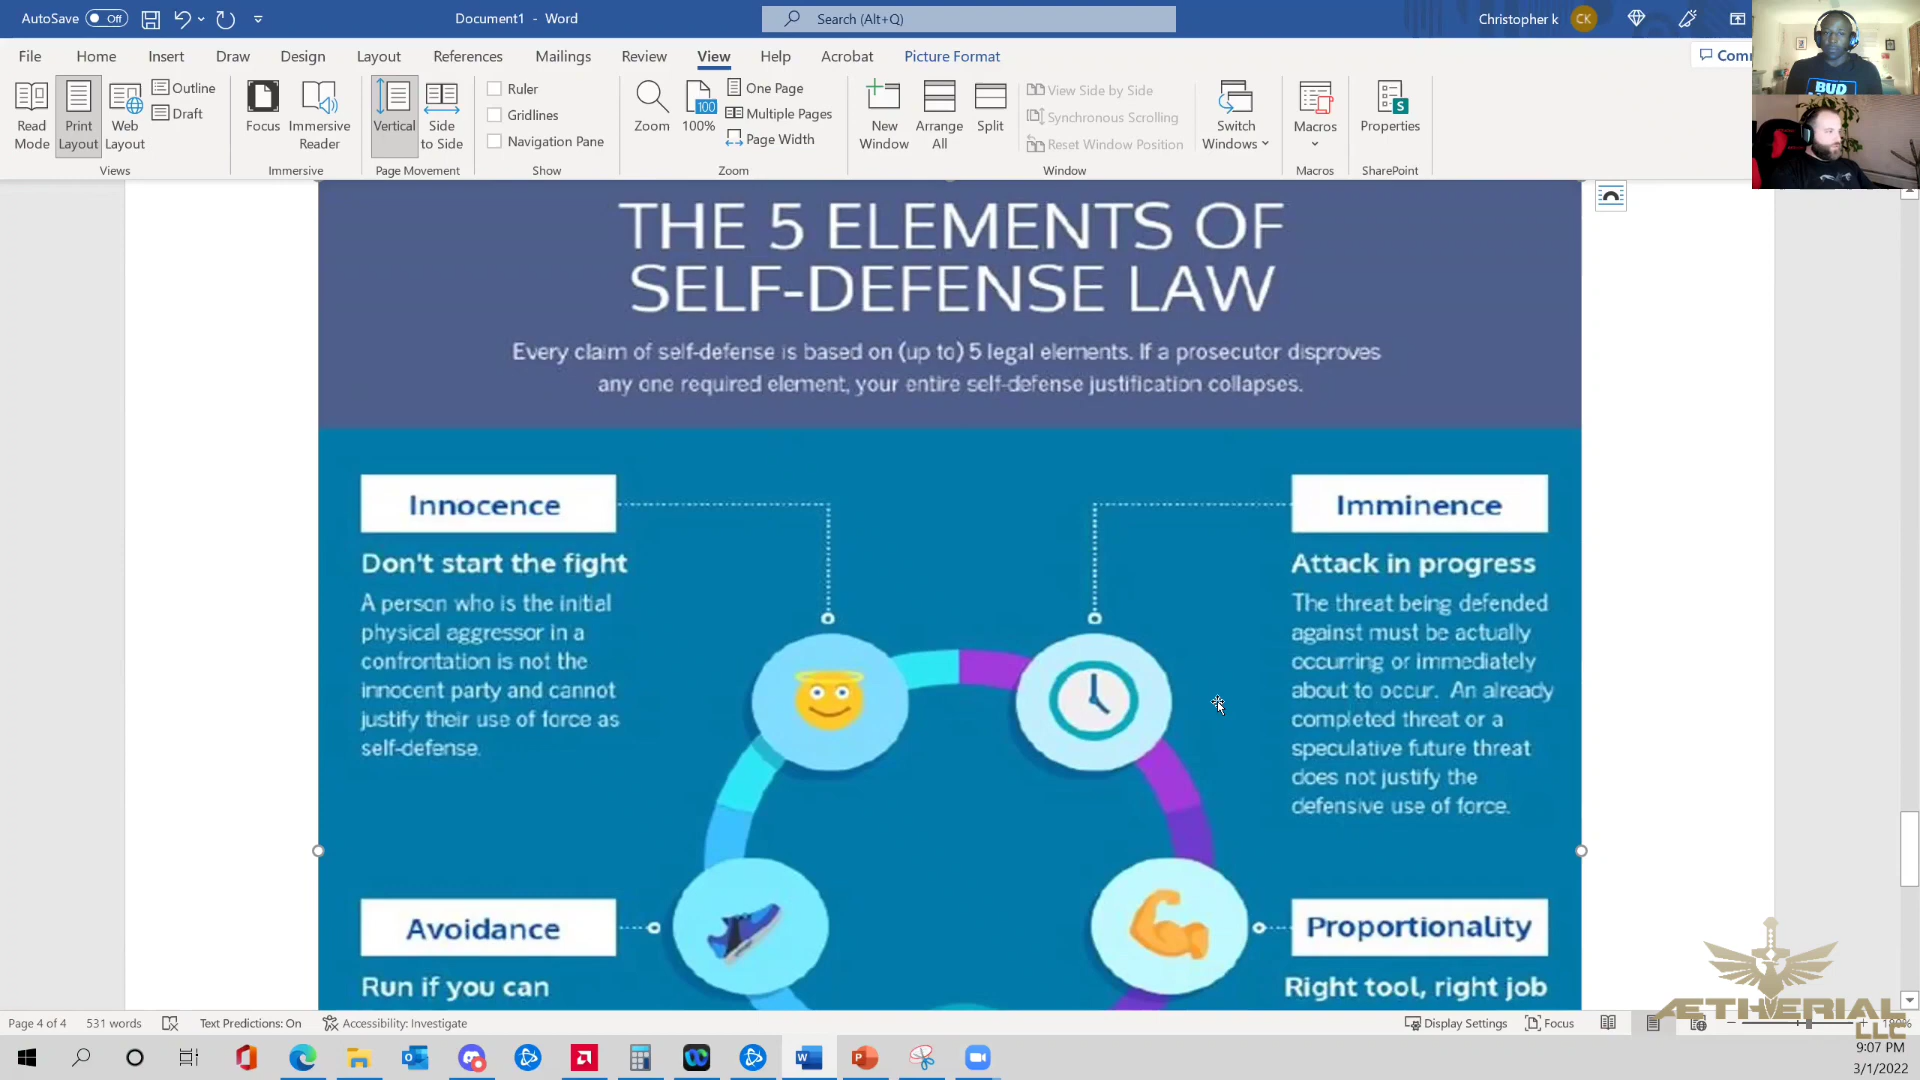 AutoSave Off
Document1 - Word
Search (Alt+Q)
Christopher k
CK
File Home Insert Draw Design Layout References Mailings Review View Help Acrobat Picture Format
Read Mode
Print Layout
Web Layout
Outline
Draft
Views
Focus
Immersive Reader
Immersive
Vertical
Side to Side
Page Movement
Ruler
Gridlines
Navigation Pane
Show
Zoom
100
100%
One Page
Multiple Pages
Page Width
Zoom
New Window
Arrange All
Split
View Side by Side
Synchronous Scrolling
Reset Window Position
Switch Windows
Window
Macros
Macros
Properties
SharePoint
BUD
THE 5 ELEMENTS OF
SELF-DEFENSE LAW
Every claim of self-defense is based on (up to) 5 legal elements. If a prosecutor disproves
any one required element, your entire self-defense justification collapses.
Innocence
Don't start the fight
A person who is the initial
physical aggressor in a
confrontation is not the
innocent party and cannot
justify their use of force as
self-defense.
Imminence
Attack in progress
The threat being defended
against must be actually
occurring or immediately
about to occur. An already
completed threat or a
speculative future threat
does not justify the
defensive use of force.
Avoidance
Run if you can
Proportionality
Right tool, right job
ÆTHERIAL
LLC
Page 4 of 4
531 words
Text Predictions: On
Accessibility: Investigate
Display Settings
Focus
9:07 PM
3/1/2022